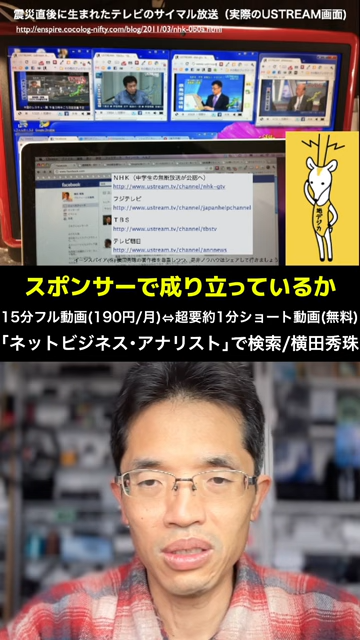 震災直後に生まれたテレビのサイマル放送（実際のUSTREAM画面）
http://enspire.cocolog-nifty.com/blog/2011/03/nhk-0b0s.html
facebook
ＮＨＫ（中学生の無断放送が公認へ）
http://www.ustream.tv/channel/nhk-gtv
フジテレビ
http://www.ustream.tv/channel/japanhelpchannel
ＴＢＳ
http://www.ustream.tv/channel/tbstv
テレビ朝日
http://www.ustream.tv/channel/annnews
地デジカ
スポンサーで成り立っているか
15分フル動画(190円/月)⇔超要約1分ショート動画(無料)
「ネットビジネス・アナリスト」で検索/横田秀珠